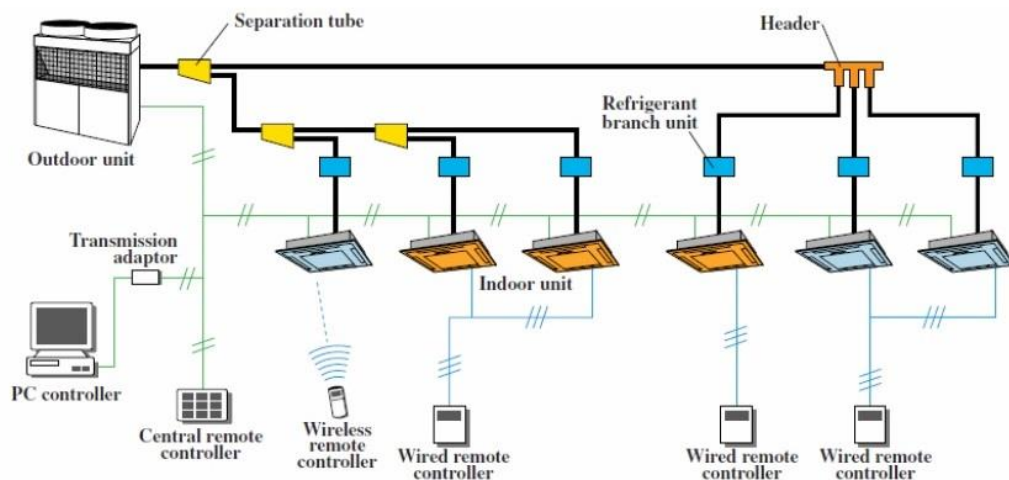 Separation tube
Header
Refrigerant
branch unit
Outdoor unit
Transmission
adaptor
Indoor unit
PC controller
Central remote
controller
Wireless
remote
controller
Wired remote
controller
Wired remote
controller
Wired remote
controller